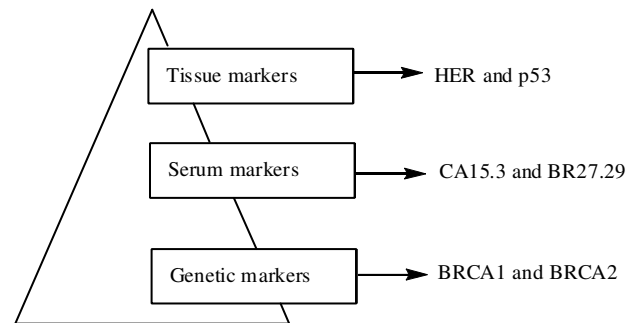 Tissue markers
HER and p53
Serum markers
CA15.3 and BR27.29
Genetic markers
BRCA1 and BRCA2